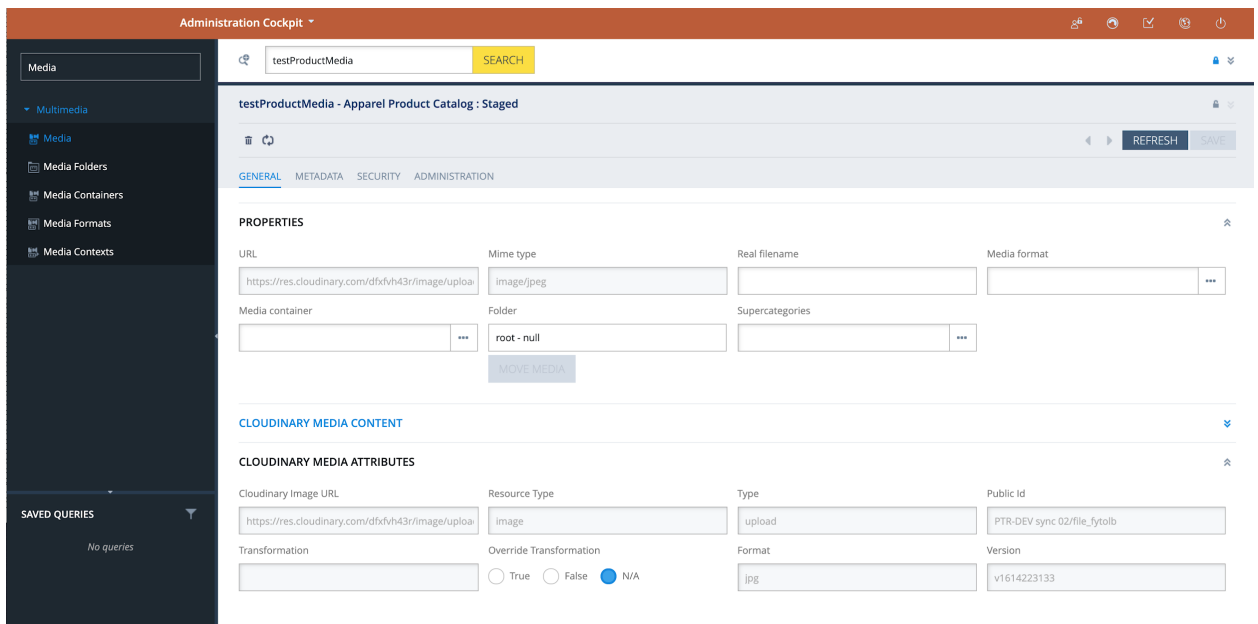 Administration Cockpit
Media
testProductMedia
SEARCH
Multimedia
Media
Media Folders
Media Containers
Media Formats
Media Contexts
SAVED QUERIES
No queries
testProductMedia - Apparel Product Catalog : Staged
REFRESH
SAVE
GENERAL METADATA SECURITY ADMINISTRATION
PROPERTIES
URL Mime type Real filename Media format
https://res.cloudinary.com/dfxfvh43r/image/uploa image/jpeg
Media container Folder Supercategories
root - null
MOVE MEDIA
CLOUDINARY MEDIA CONTENT
CLOUDINARY MEDIA ATTRIBUTES
Cloudinary Image URL Resource Type Type Public Id
https://res.cloudinary.com/dfxfvh43r/image/uploa image upload PTR-DEV sync 02/file_fytolb
Transformation Override Transformation Format Version
True False N/A jpg v1614223133